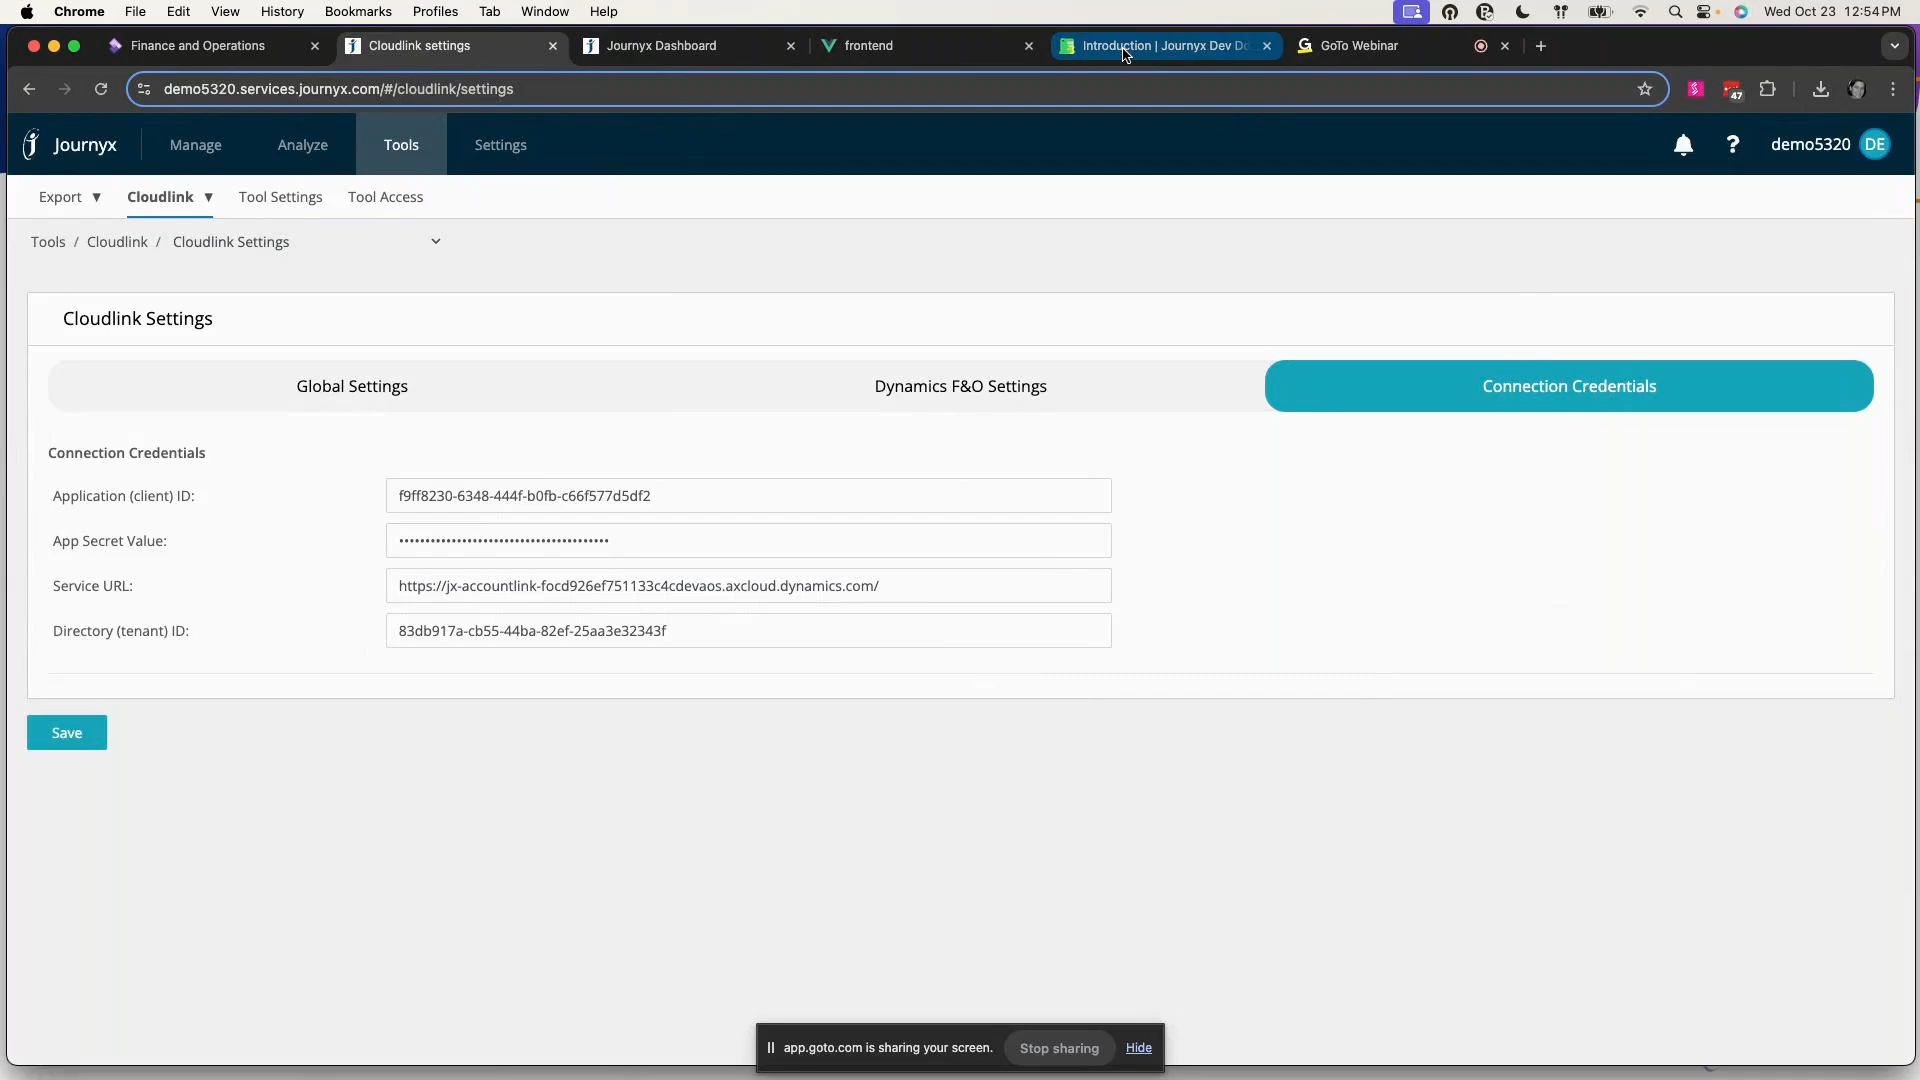 Chrome File Edit View History Bookmarks Profiles Tab Window Help Wed Oct 23 12:54 PM
Finance and Operations Cloudlink settings Journyx Dashboard frontend Introduction | Journyx Dev Do GoTo Webinar
demo5320.services.journyx.com/#/cloudlink/settings 47
Journyx Manage Analyze Tools Settings ? demo5320 DE
Export ▼ Cloudlink ▼ Tool Settings Tool Access
Tools / Cloudlink / Cloudlink Settings
Cloudlink Settings
Global Settings Dynamics F&O Settings Connection Credentials
Connection Credentials
Application (client) ID: f9ff8230-6348-444f-b0fb-c66f577d5df2
App Secret Value: ••••••••••••••••••••••••••••••••••••••••
Service URL: https://jx-accountlink-focd926ef751133c4cdevaos.axcloud.dynamics.com/
Directory (tenant) ID: 83db917a-cb55-44ba-82ef-25aa3e32343f
Save
app.goto.com is sharing your screen. Stop sharing Hide